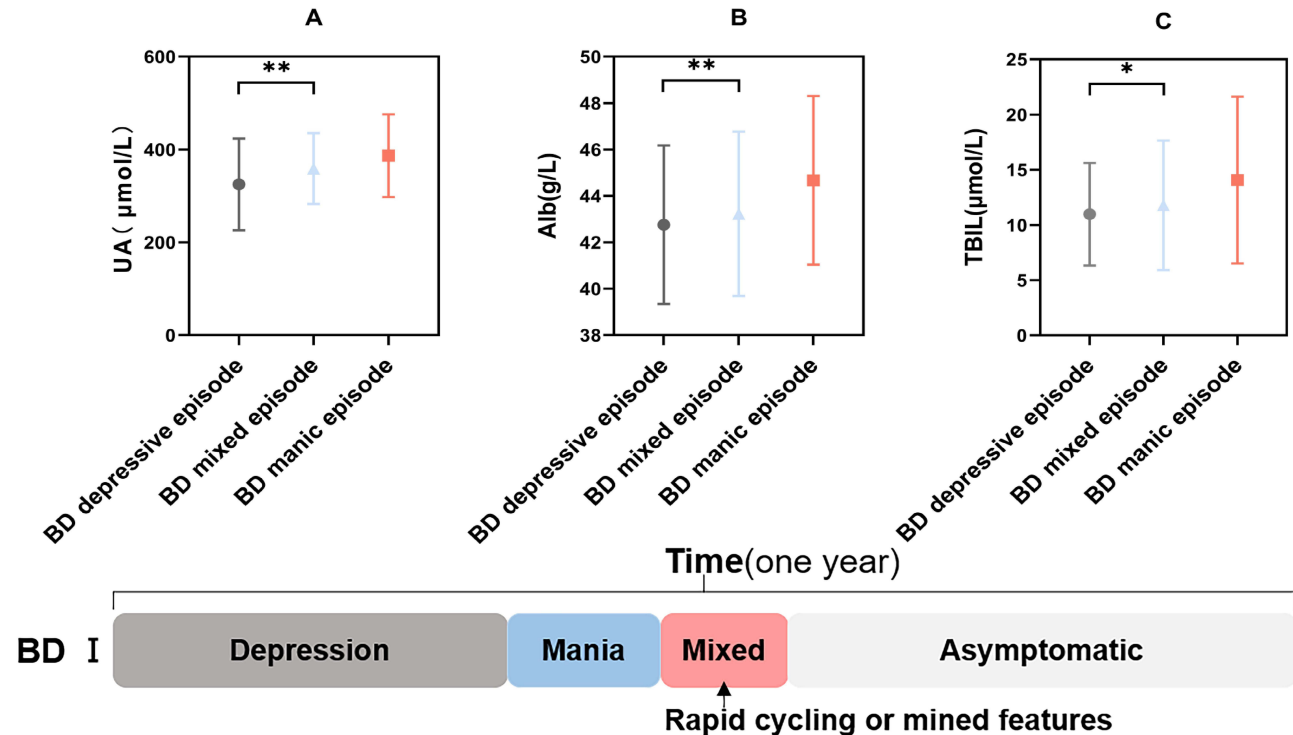 A
600
400
200
0
UA( μmol/L)
**
BD depressive episode
BD mixed episode
BD manic episode
B
50
48
46
44
42
40
38
Alb(g/L)
**
BD depressive episode
BD mixed episode
BD manic episode
C
25
20
15
10
5
0
TBIL(μmol/L)
*
BD depressive episode
BD mixed episode
BD manic episode
Time(one year)
BD I
Depression
Mania
Mixed
Asymptomatic
Rapid cycling or mined features